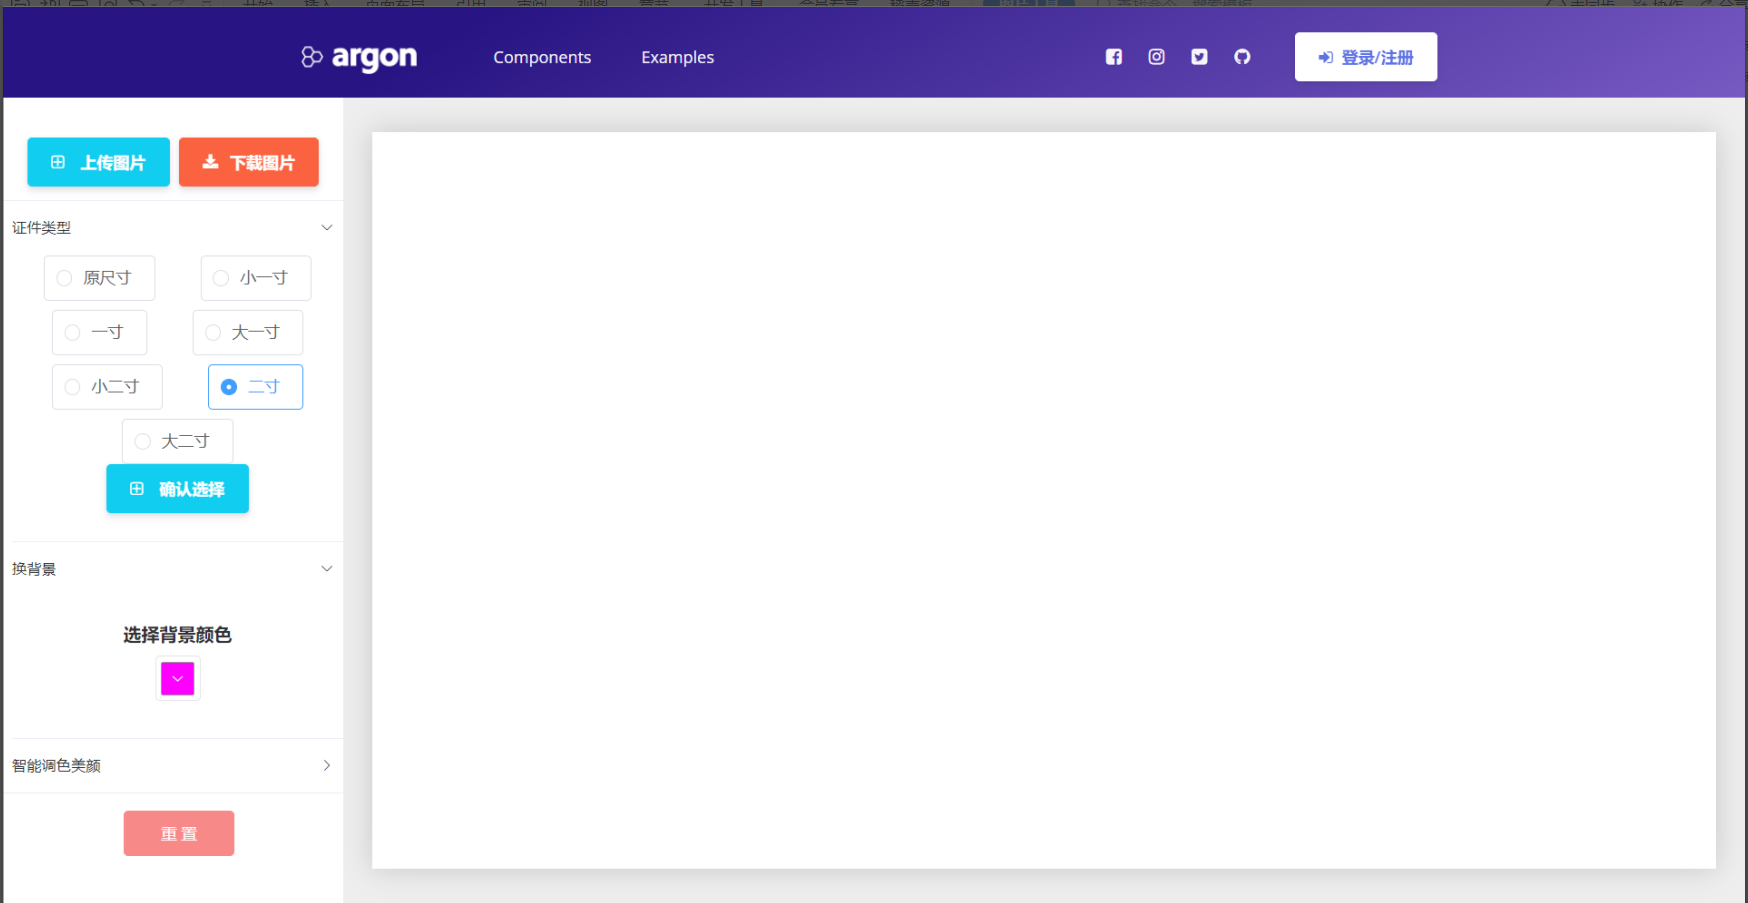 argon
Components
Examples
登录/注册
上传图片
下载图片
证件类型
原尺寸
小一寸
一寸
大一寸
小二寸
二寸
大二寸
确认选择
换背景
选择背景颜色
智能调色美颜
重 置